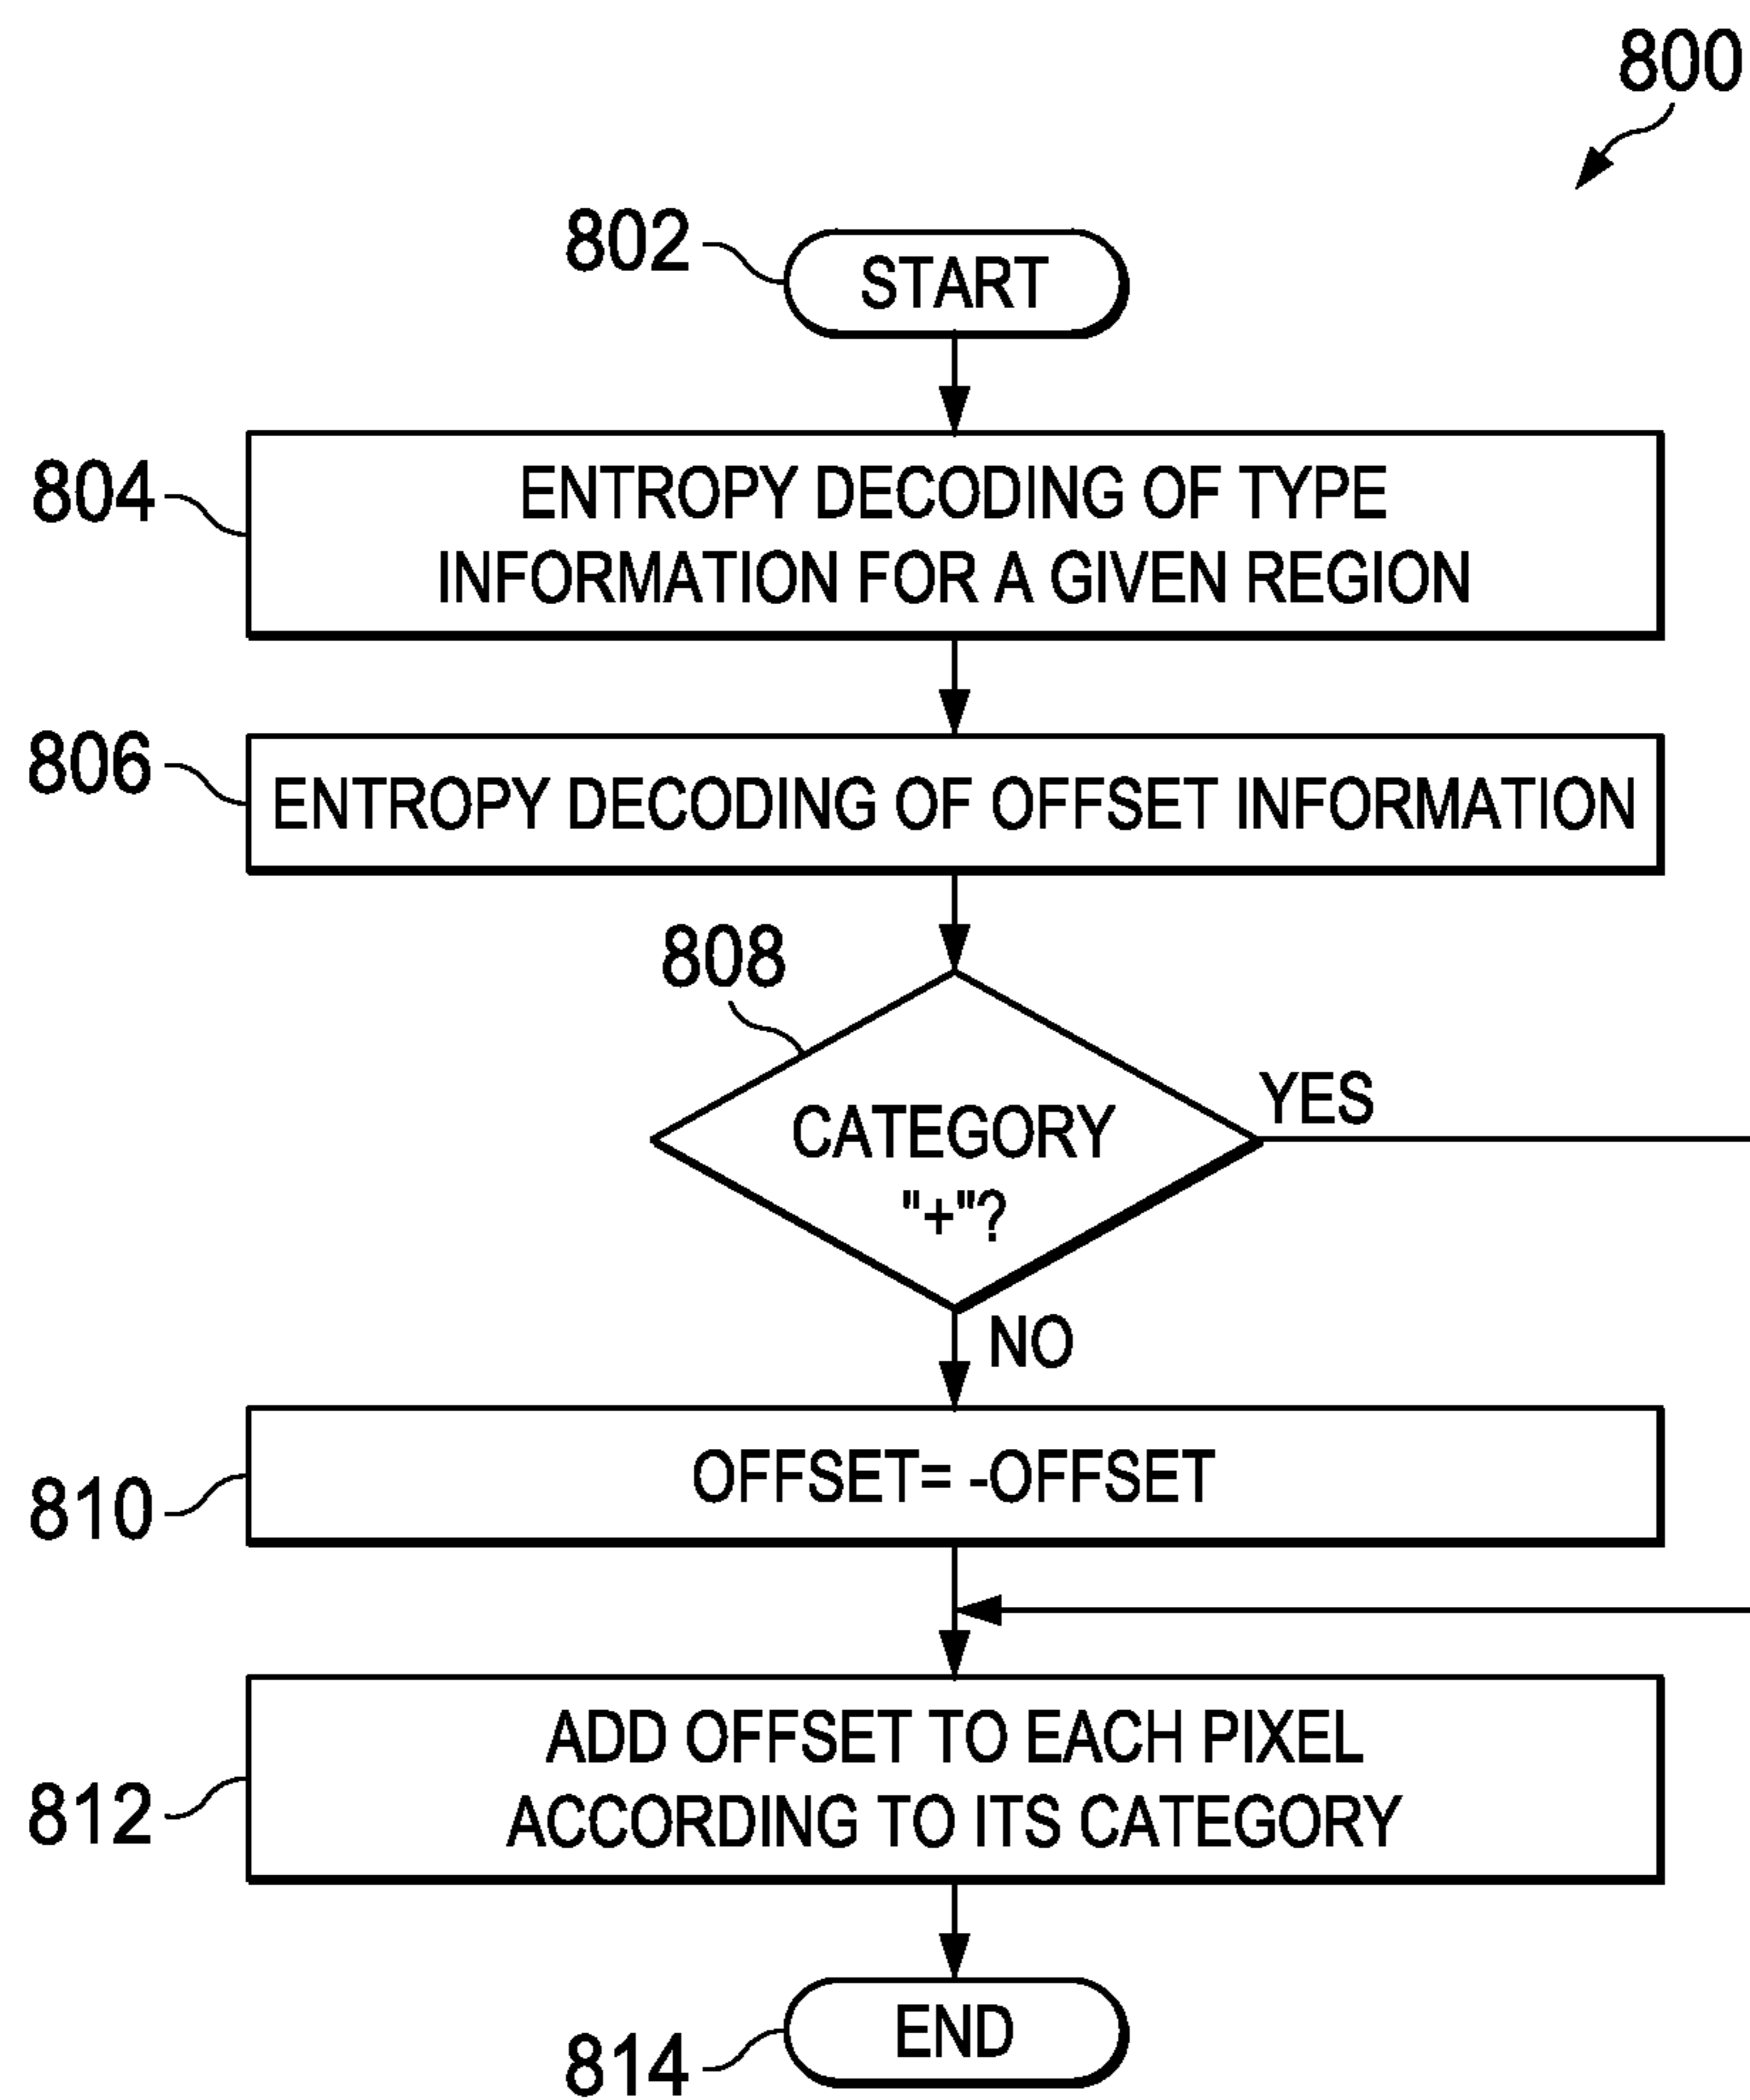 800
802
START
804
ENTROPY DECODING OF TYPE
INFORMATION FOR A GIVEN REGION
806
ENTROPY DECODING OF OFFSET INFORMATION
808
CATEGORY
"+"?
YES
NO
810
OFFSET= -OFFSET
812
ADD OFFSET TO EACH PIXEL
ACCORDING TO ITS CATEGORY
814
END